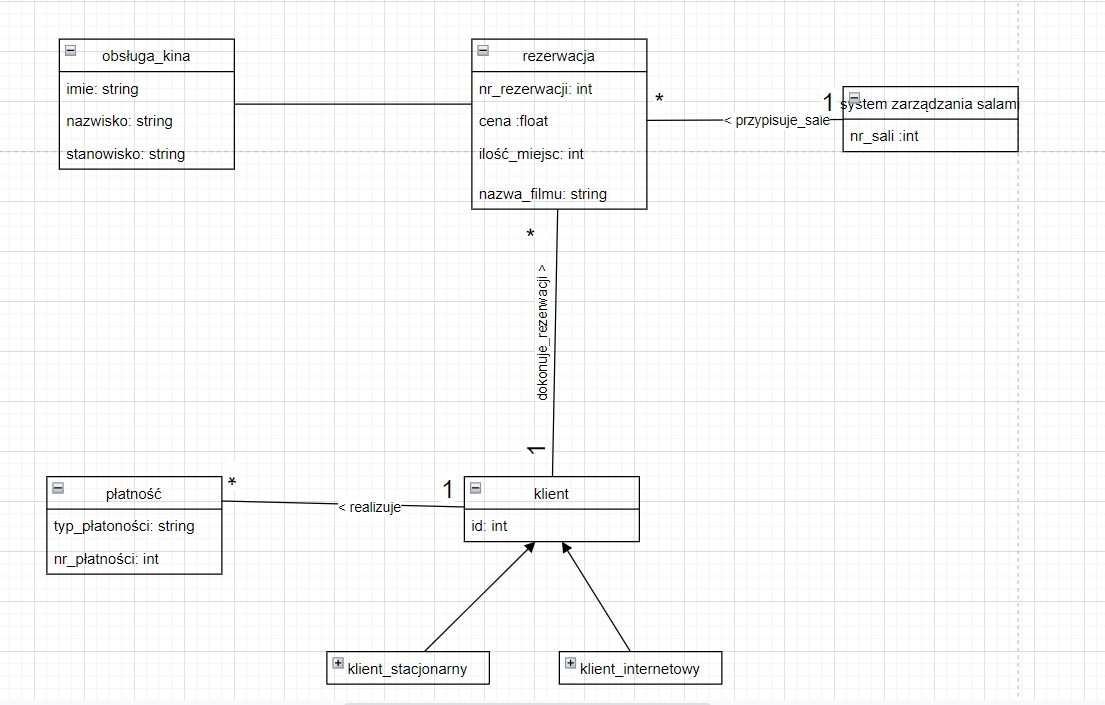 obsługa_kina
imie: string
nazwisko: string
stanowisko: string
rezerwacja
nr_rezerwacji: int
cena :float
ilość_miejsc: int
nazwa_filmu: string
*
1
< przypisuje_sale
system zarządzania salami
nr_sali :int
*
dokonuje_rezerwacji >
1
płatność
typ_płatoności: string
nr_płatności: int
*
< realizuje
1
klient
id: int
klient_stacjonarny
klient_internetowy